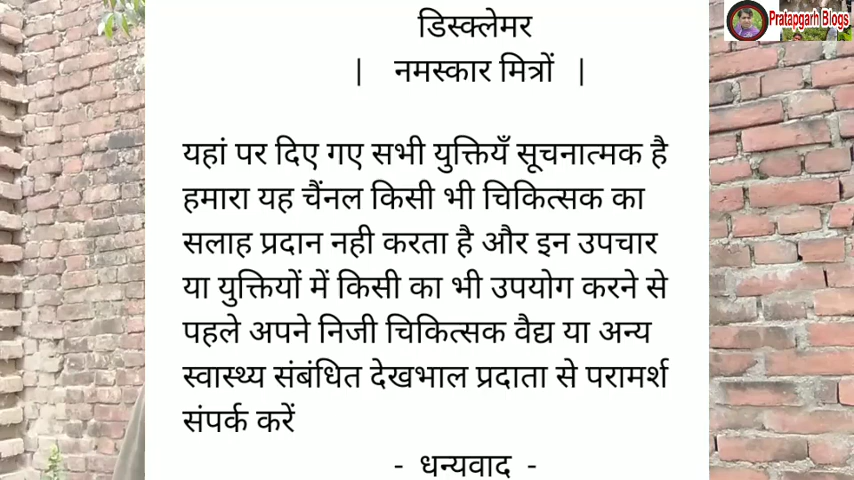 Pratapgarh Blogs
डिस्क्लेमर
| नमस्कार मित्रों |
यहां पर दिए गए सभी युक्तियँ सूचनात्मक है
हमारा यह चैंनल किसी भी चिकित्सक का
सलाह प्रदान नही करता है और इन उपचार
या युक्तियों में किसी का भी उपयोग करने से
पहले अपने निजी चिकित्सक वैद्य या अन्य
स्वास्थ्य संबंधित देखभाल प्रदाता से परामर्श
संपर्क करें
- धन्यवाद -